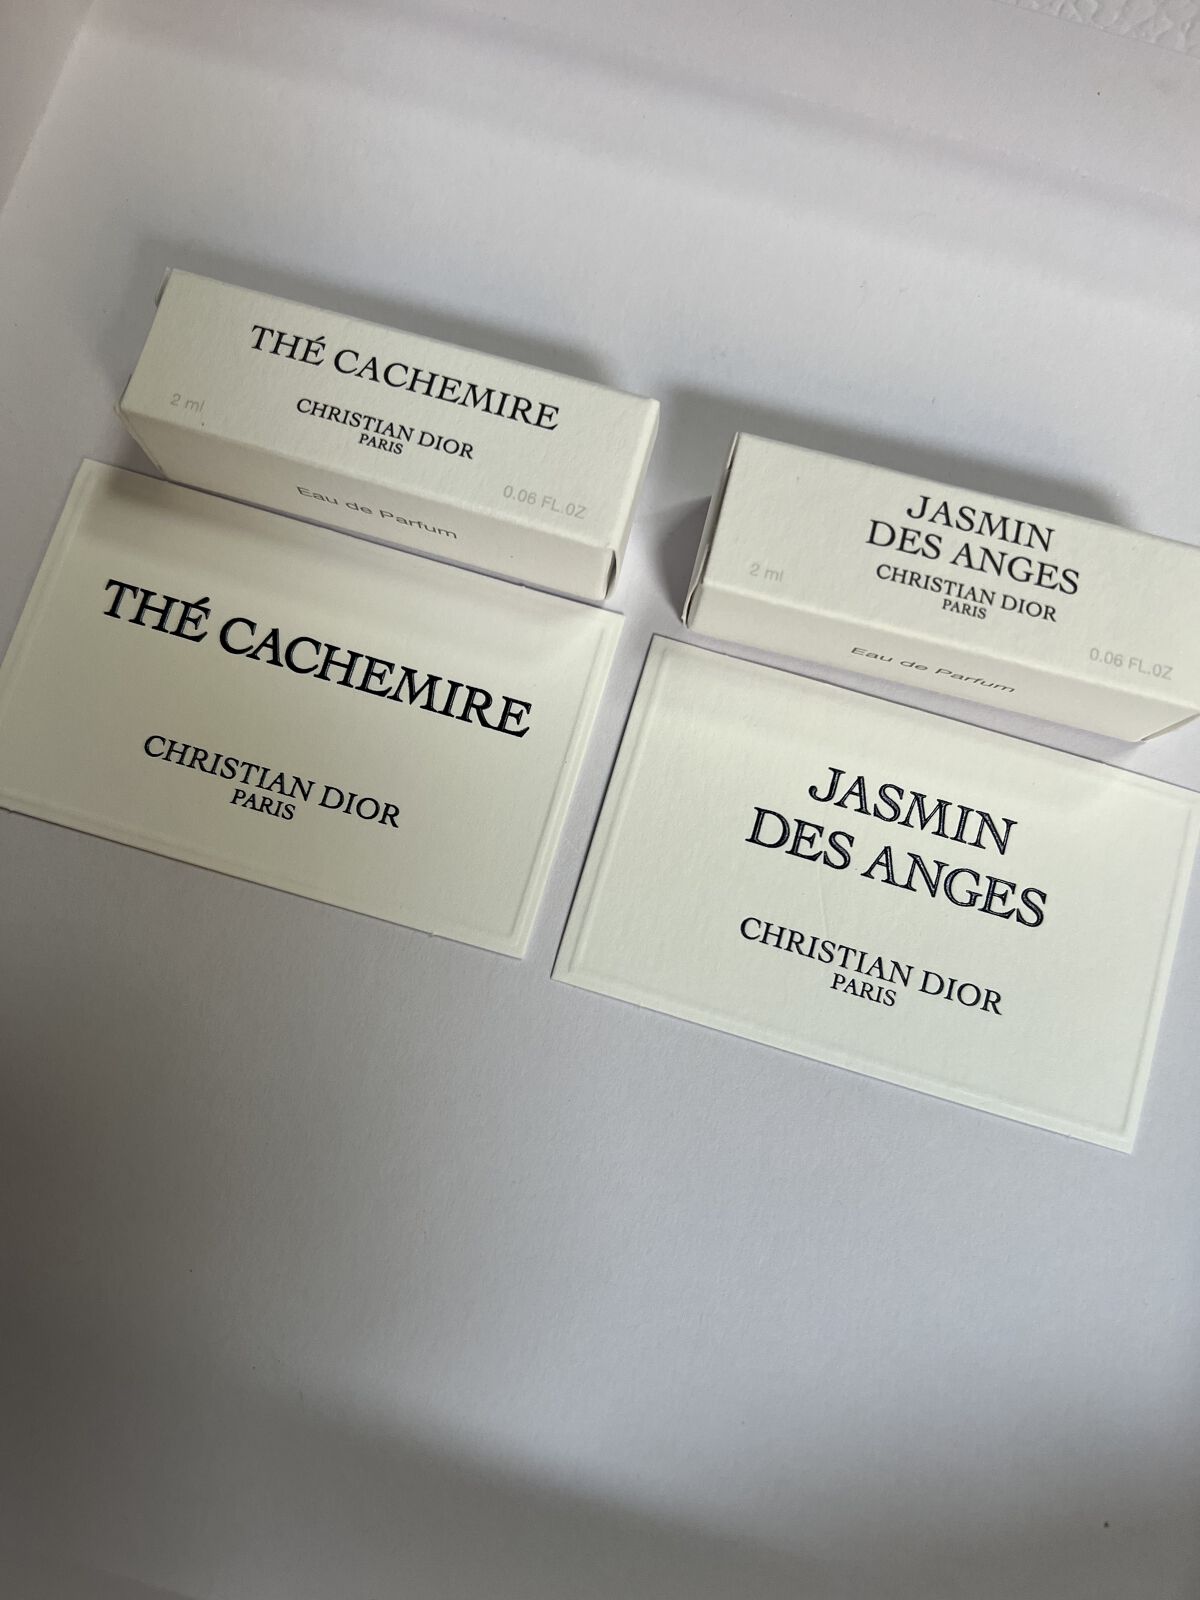 THÉ CACHEMIRE
CHRISTIAN DIOR
PARIS
2 ml
0.06 FL.OZ
Eau de Parfum
JASMIN
DES ANGES
CHRISTIAN DIOR
PARIS
2 ml
0.06 FL.OZ
Eau de Parfum
THÉ CACHEMIRE
CHRISTIAN DIOR
PARIS
JASMIN
DES ANGES
CHRISTIAN DIOR
PARIS